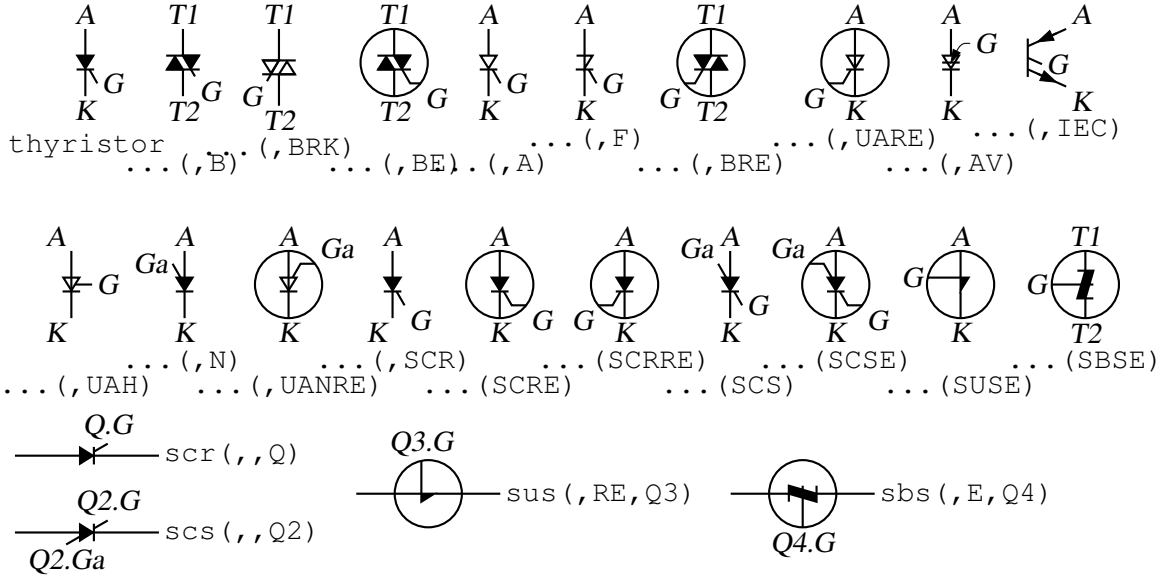 A T1 T1 T1 A A T1 A A A
G G G G G G G G G G
K T2 T2 T2 K K T2 K K K
thyristor ...(,BRK) ...(,F) ...(,UARE) ...(,IEC)
...(,B) ...(,BE) ...(,A) ...(,BRE) ...(,AV)
A A A A A A A A A T1
G Ga Ga G G G Ga G Ga G G G
K K K K K K K K K T2
...(,N) ...(,SCR) ...(SCRRE) ...(SCSE) ...(SBSE)
...(,UAH) ...(,UANRE) ...(SCRE) ...(SCS) ...(SUSE)
Q.G
scr(,,Q)
Q2.G
scs(,,Q2)
Q2.Ga
Q3.G
sus(,RE,Q3)
sbs(,E,Q4)
Q4.G